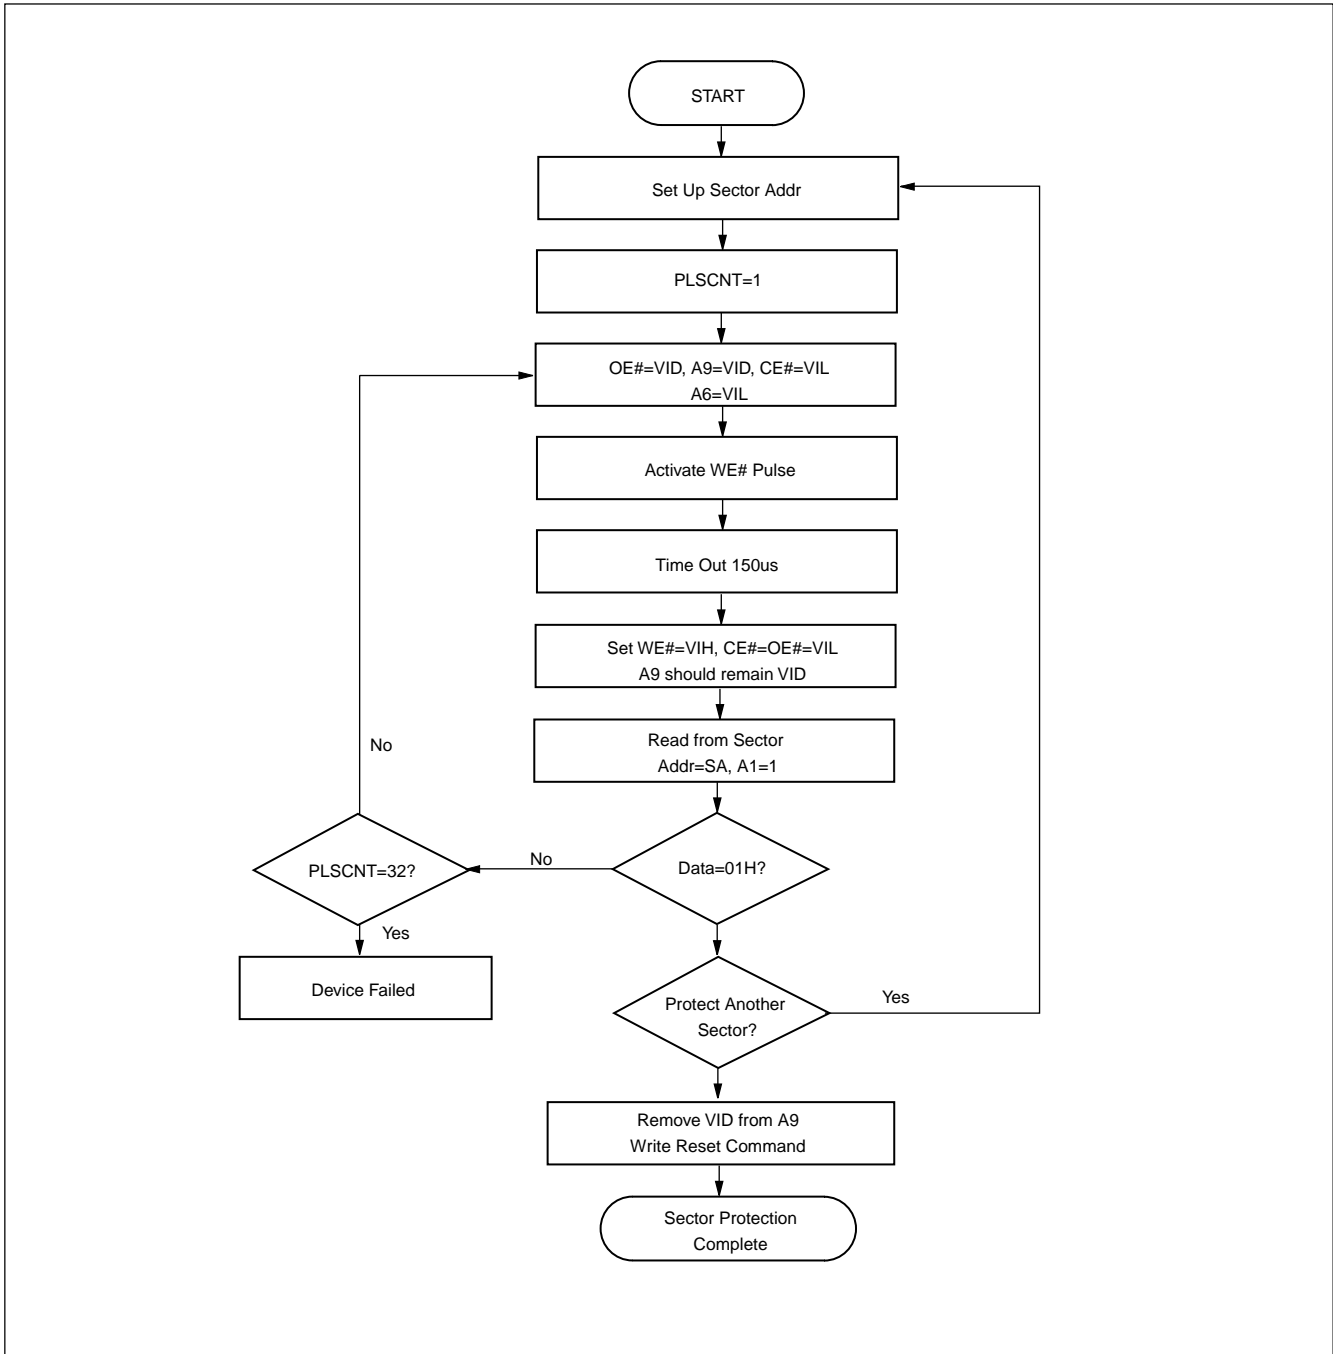 START
Set Up Sector Addr
PLSCNT=1
OE#=VID, A9=VID, CE#=VIL
A6=VIL
Activate WE# Pulse
Time Out 150us
Set WE#=VIH, CE#=OE#=VIL
A9 should remain VID
Read from Sector
Addr=SA, A1=1
No
PLSCNT=32?
No
Data=01H?
Yes
Device Failed
Protect Another
Sector?
Yes
Remove VID from A9
Write Reset Command
Sector Protection
Complete